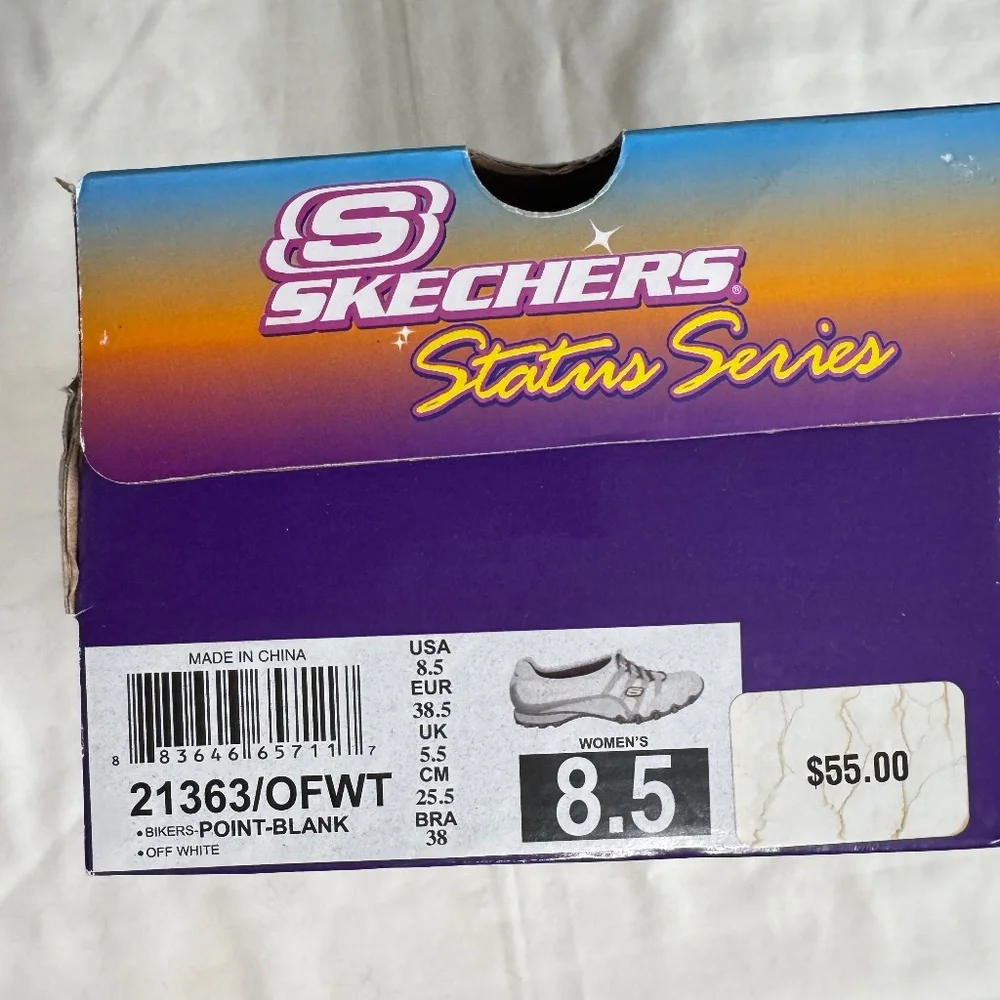 S
SKECHERS®
Status Series
MADE IN CHINA
8 83646 65711 7
21363/OFWT
•BIKERS-POINT-BLANK
•OFF WHITE
USA
8.5
EUR
38.5
UK
5.5
CM
25.5
BRA
38
S
WOMEN'S
8.5
$55.00